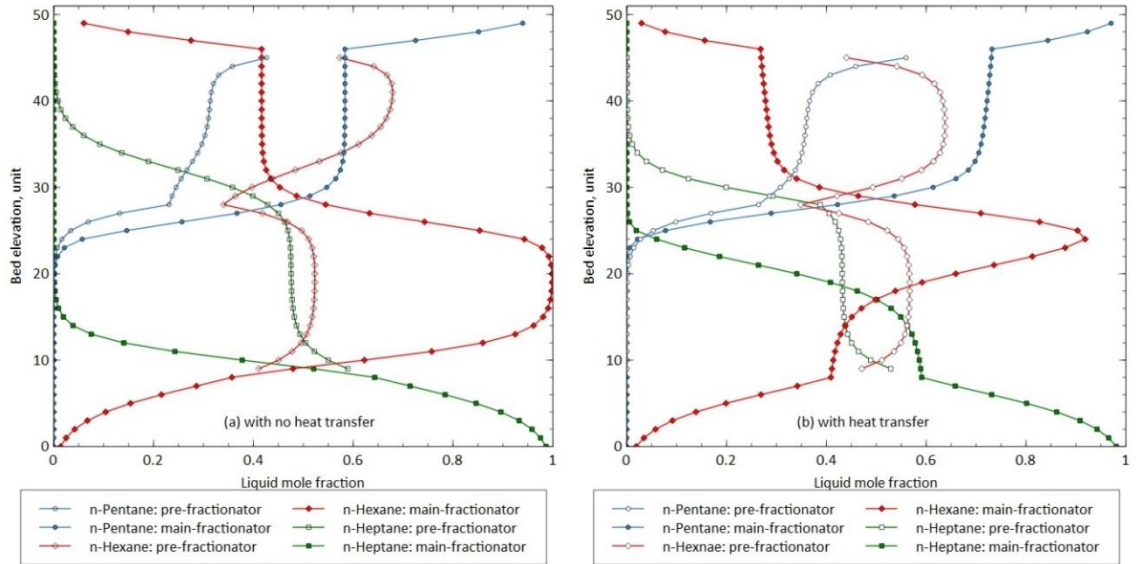 50
40
30
20
10
0
Bed elevation, unit
(a) with no heat transfer
0 0.2 0.4 0.6 0.8 1
Liquid mole fraction
n-Pentane: pre-fractionator n-Hexane: main-fractionator
n-Pentane: main-fractionator n-Heptane: pre-fractionator
n-Hexane: pre-fractionator n-Heptane: main-fractionator
50
40
30
20
10
0
Bed elevation, unit
(b) with heat transfer
0 0.2 0.4 0.6 0.8 1
Liquid mole fraction
n-Pentane: pre-fractionator n-Hexane: main-fractionator
n-Pentane: main-fractionator n-Heptane: pre-fractionator
n-Hexnae: pre-fractionator n-Heptane: main-fractionator